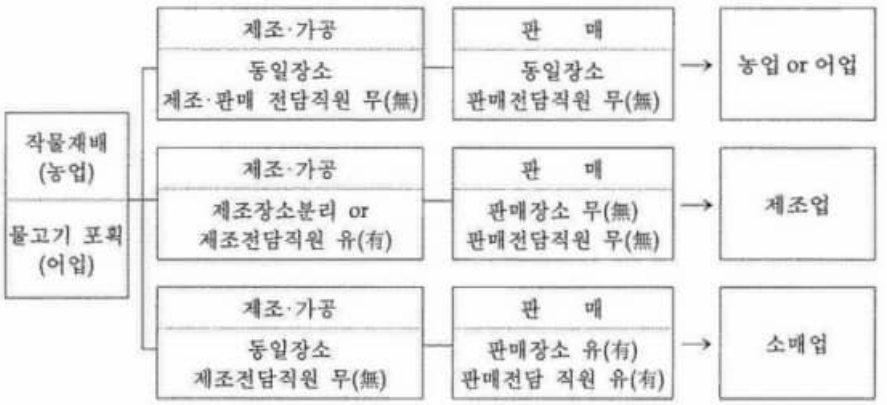 제조·가공
동일장소
제조·판매 전담직원 무(無)
판 매
동일장소
판매전담직원 무(無)
→
농업 or 어업
작물재배
(농업)
물고기 포획
(어업)
제조·가공
제조장소분리 or
제조전담직원 유(有)
판 매
판매장소 무(無)
판매전담직원 무(無)
→
제조업
제조·가공
동일장소
제조전담직원 무(無)
판 매
판매장소 유(有)
판매전담 직원 유(有)
→
소매업